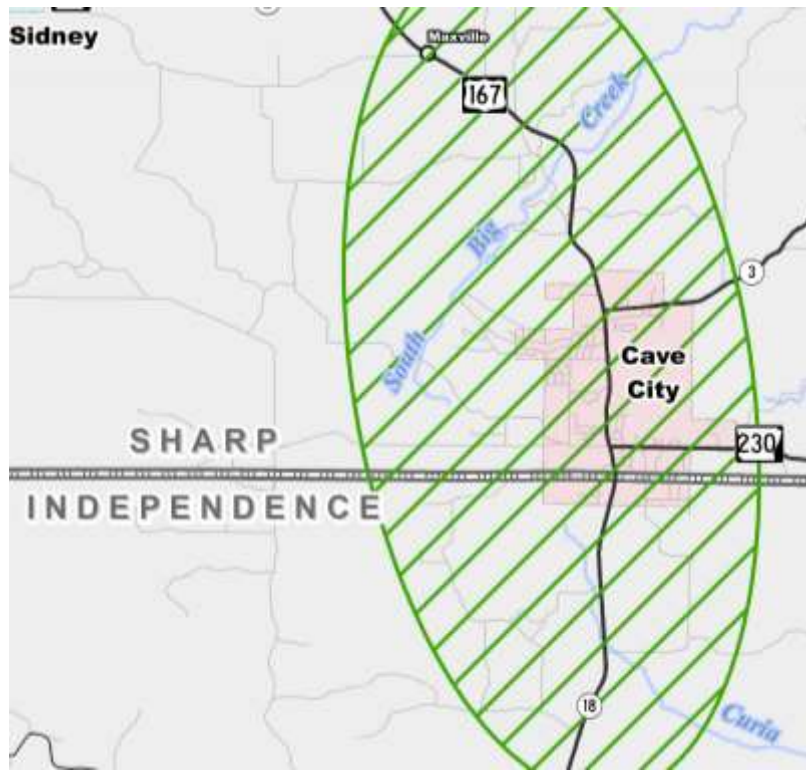 Sidney
Maxville
167
Creek
Big
South
3
Cave
City
230
SHARP
INDEPENDENCE
18
Curia